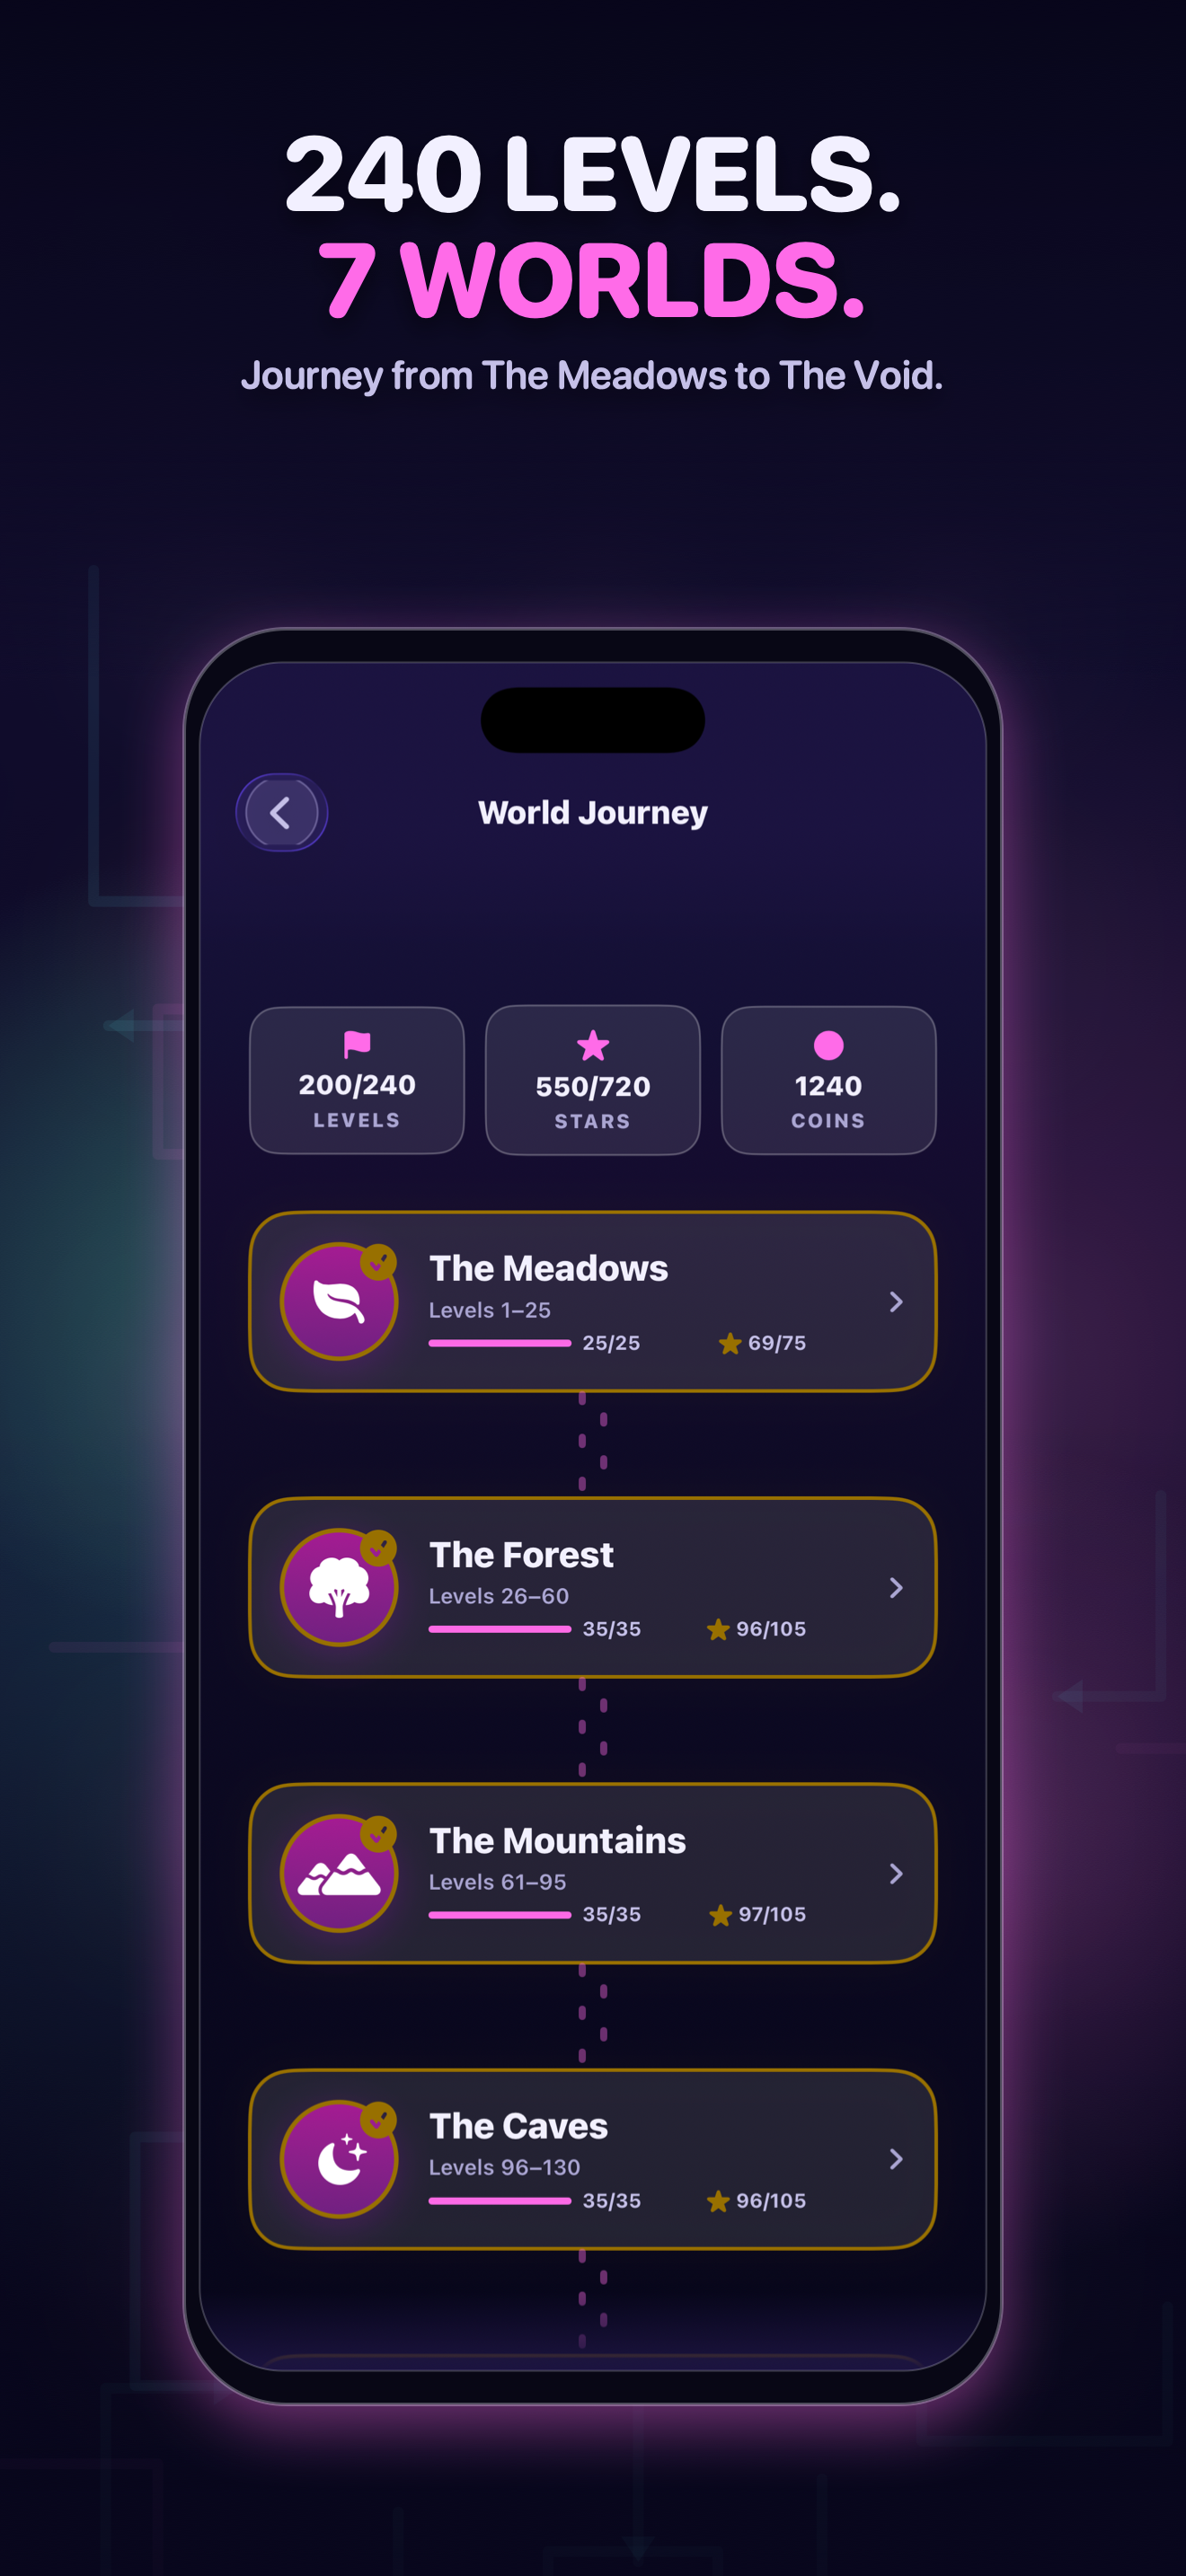 240 LEVELS.
7 WORLDS.
Journey from The Meadows to The Void.
World Journey
200/240
LEVELS
550/720
STARS
1240
COINS
The Meadows
Levels 1–25
25/25
69/75
The Forest
Levels 26–60
35/35
96/105
The Mountains
Levels 61–95
35/35
97/105
The Caves
Levels 96–130
35/35
96/105